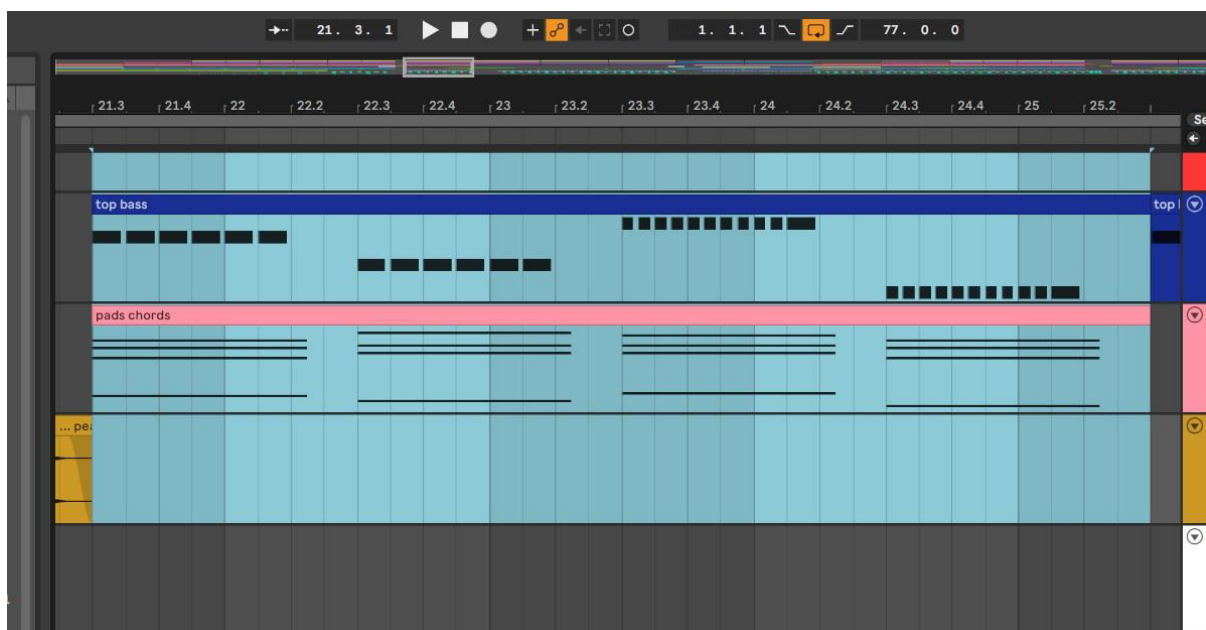 21. 3. 1 1. 1. 1 77. 0. 0
21.3 21.4 22 22.2 22.3 22.4 23 23.2 23.3 23.4 24 24.2 24.3 24.4 25 25.2
Se
top bass top l
pads chords
... pea